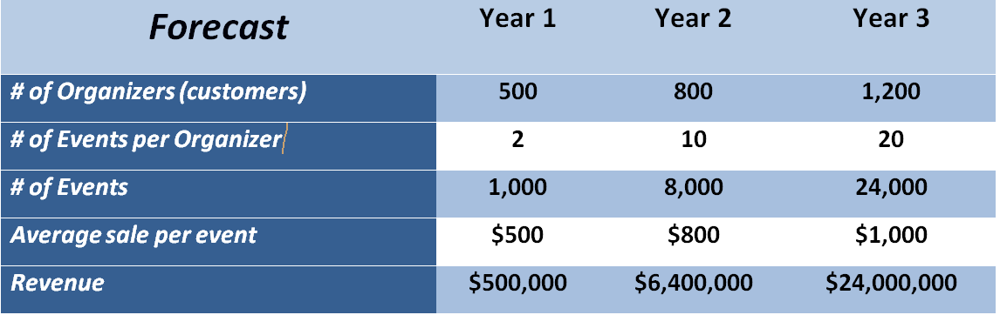 Forecast Year 1 Year 2 Year 3
# of Organizers (customers) 500 800 1,200
# of Events per Organizer 2 10 20
# of Events 1,000 8,000 24,000
Average sale per event $500 $800 $1,000
Revenue $500,000 $6,400,000 $24,000,000